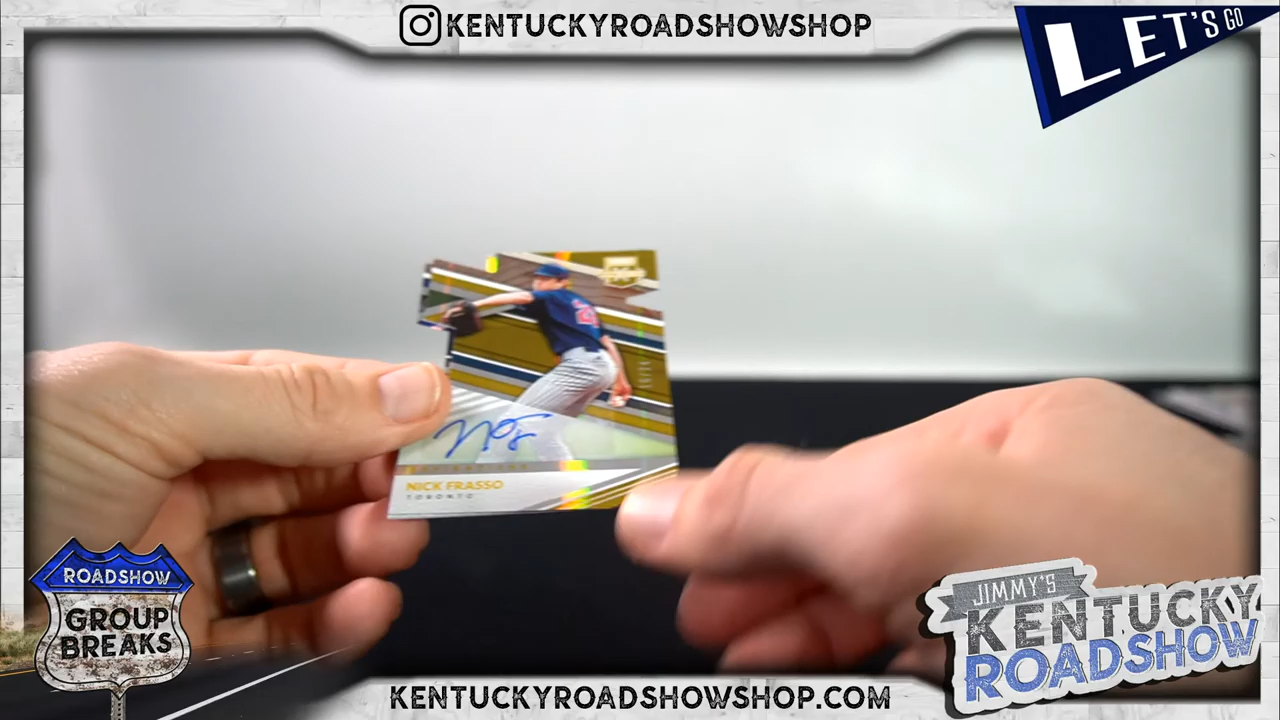 KENTUCKYROADSHOWSHOP
LET'S GO
NICK FRASSO
TORONTO
ROADSHOW
GROUP
BREAKS
JIMMY'S
KENTUCKY
ROADSHOW
KENTUCKYROADSHOWSHOP.COM